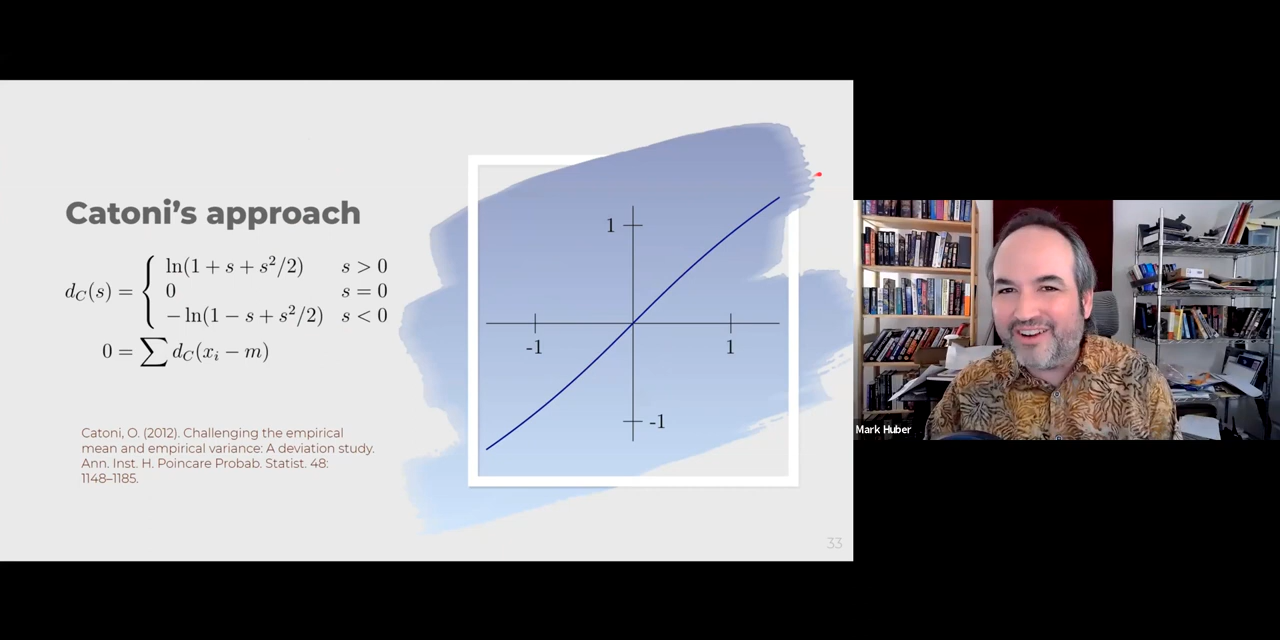 Catoni's approach
d_C(s) = { ln(1 + s + s²/2) s > 0
0 s = 0
− ln(1 − s + s²/2) s < 0
0 = ∑ d_C(x_i − m)
Catoni, O. (2012). Challenging the empirical
mean and empirical variance: A deviation study.
Ann. Inst. H. Poincare Probab. Statist. 48:
1148–1185.
1
-1
1
-1
33
Mark Huber